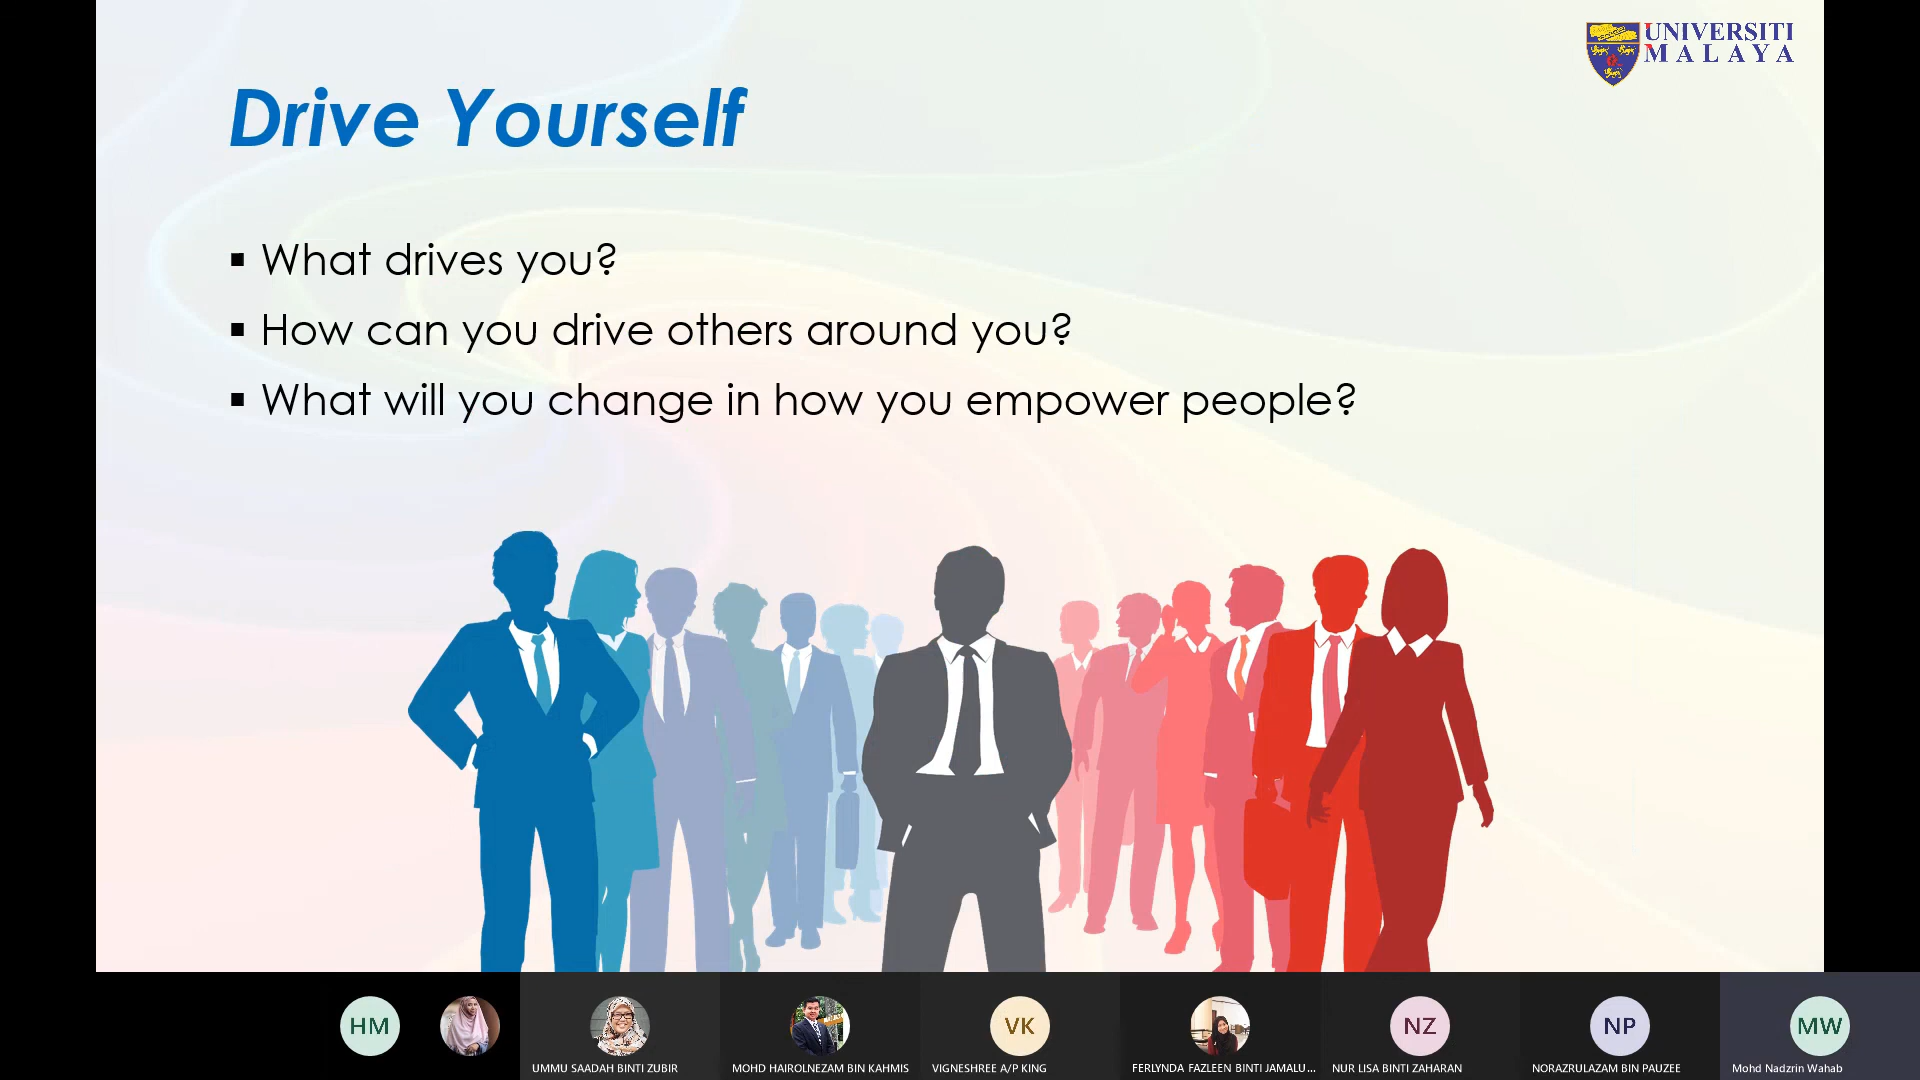 UNIVERSITI
MALAYA
Drive Yourself
▪ What drives you?
▪ How can you drive others around you?
▪ What will you change in how you empower people?
HM
VK
NZ
NP
MW
UMMU SAADAH BINTI ZUBIR
MOHD HAIROLNEZAM BIN KAHMIS
VIGNESHREE A/P KING
FERLYNDA FAZLEEN BINTI JAMALU...
NUR LISA BINTI ZAHARAN
NORAZRULAZAM BIN PAUZEE
Mohd Nadzrin Wahab